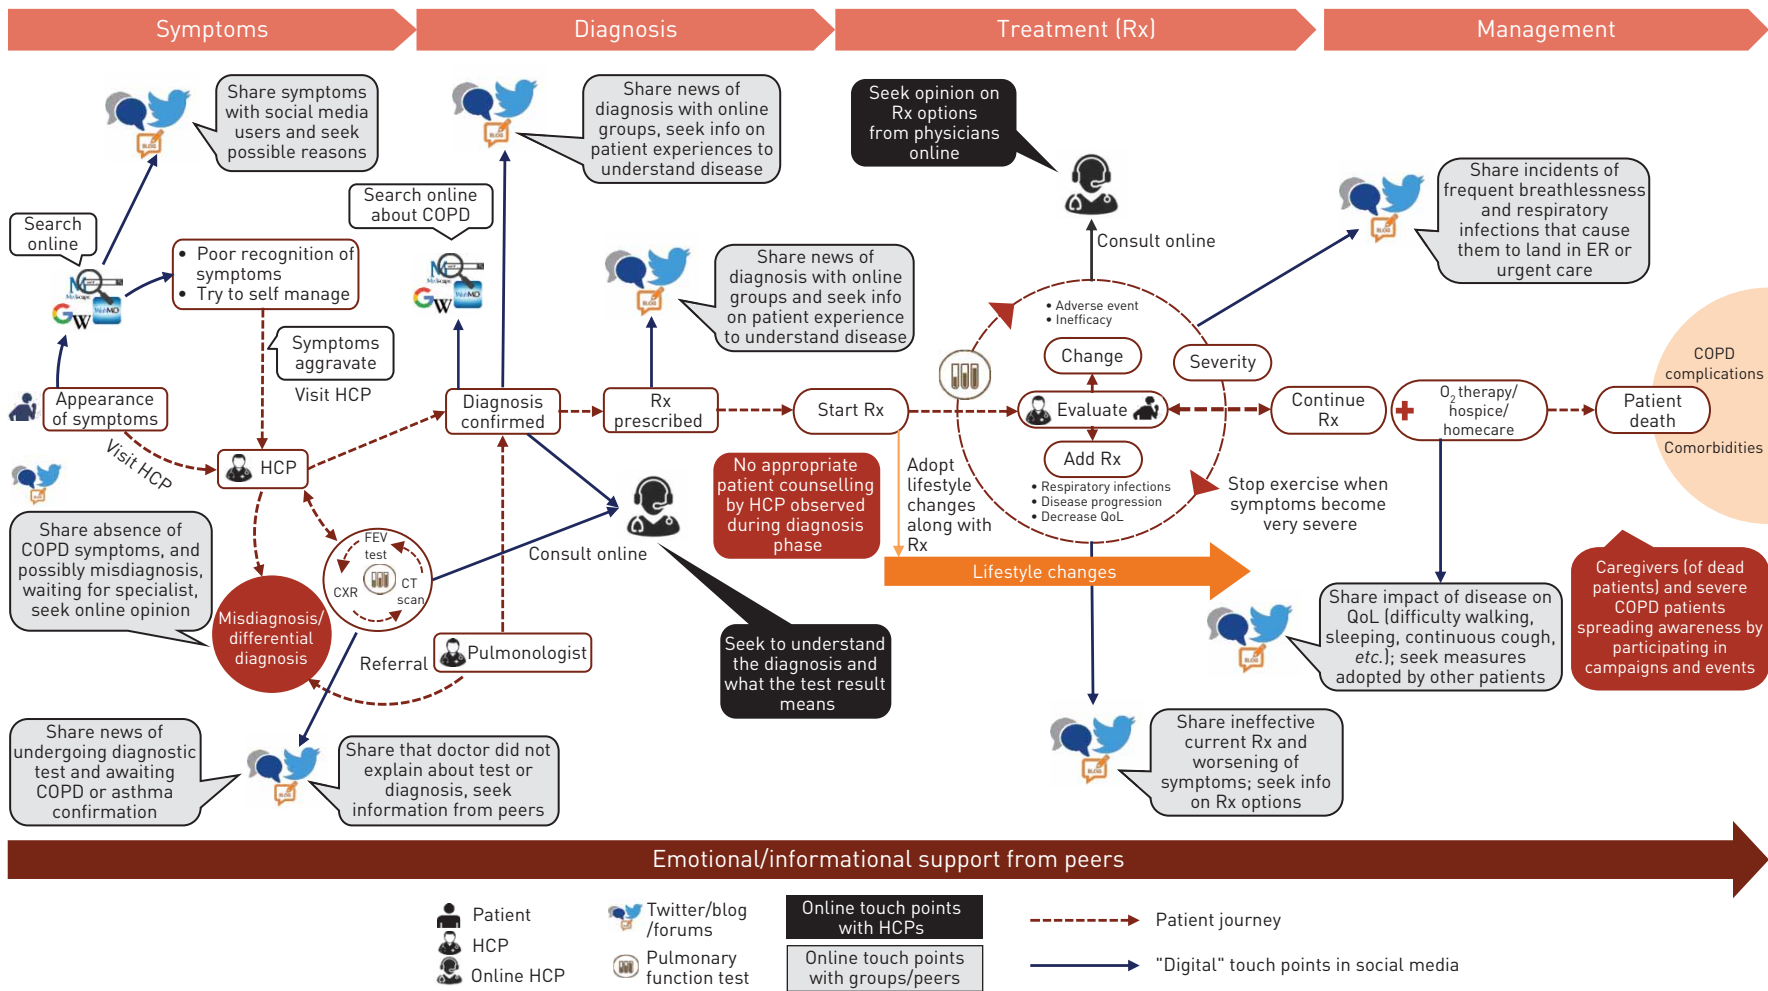 Symptoms
Diagnosis
Treatment (Rx)
Management
Share symptoms
with social media
users and seek
possible reasons
Share news of
diagnosis with online
groups, seek info on
patient experiences to
understand disease
Seek opinion on
Rx options
from physicians
online
Share incidents of
frequent breathlessness
and respiratory
infections that cause
them to land in ER or
urgent care
BLOG
BLOG
BLOG
Search
online
Search online
about COPD
Consult online
• Poor recognition of
symptoms
• Try to self manage
Share news of
diagnosis with online
groups and seek info
on patient experience
to understand disease
BLOG
G
W
WebMD
G
W
WebMD
• Adverse event
• Inefficacy
Symptoms
aggravate
Visit HCP
Change
Severity
COPD
complications
Appearance
of symptoms
Diagnosis
confirmed
Rx
prescribed
Start Rx
Evaluate
Continue
Rx
O2 therapy/
hospice/
homecare
Patient
death
Comorbidities
Visit HCP
HCP
Add Rx
• Respiratory infections
• Disease progression
• Decrease QoL
No appropriate
patient counselling
by HCP observed
during diagnosis
phase
Adopt
lifestyle
changes
along with
Rx
Stop exercise when
symptoms become
very severe
Share absence of
COPD symptoms, and
possibly misdiagnosis,
waiting for specialist,
seek online opinion
FEV
test
CXR
CT
scan
Consult online
Lifestyle changes
Misdiagnosis/
differential
diagnosis
Referral
Pulmonologist
Seek to understand
the diagnosis and
what the test result
means
BLOG
Share impact of disease on
QoL (difficulty walking,
sleeping, continuous cough,
etc.); seek measures
adopted by other patients
Caregivers (of dead
patients) and severe
COPD patients
spreading awareness by
participating in
campaigns and events
Share news of
undergoing diagnostic
test and awaiting
COPD or asthma
confirmation
BLOG
Share that doctor did not
explain about test or
diagnosis, seek
information from peers
BLOG
Share ineffective
current Rx and
worsening of
symptoms; seek info
on Rx options
Emotional/informational support from peers
Patient
HCP
Online HCP
Twitter/blog
/forums
Pulmonary
function test
Online touch points
with HCPs
Online touch points
with groups/peers
Patient journey
"Digital" touch points in social media